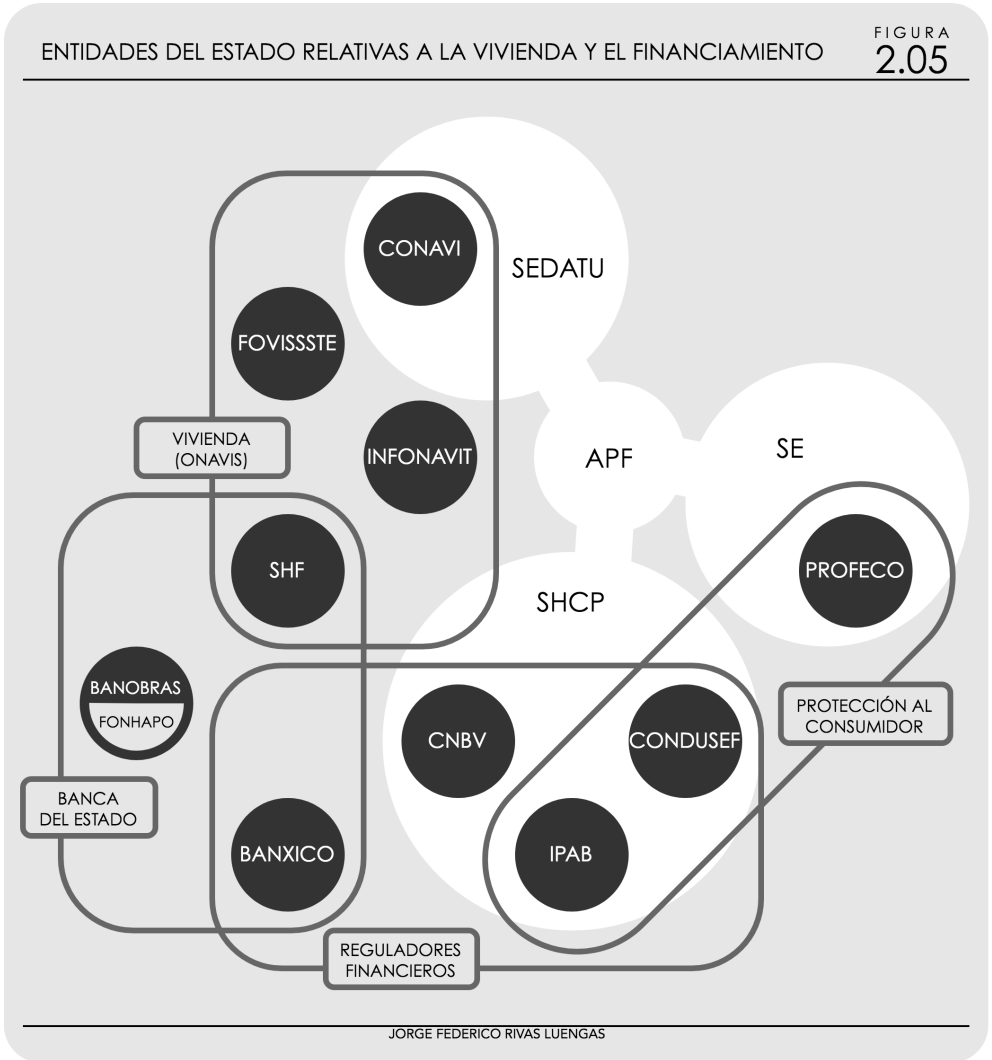 ENTIDADES DEL ESTADO RELATIVAS A LA VIVIENDA Y EL FINANCIAMIENTO
FIGURA
2.05
CONAVI
SEDATU
FOVISSSTE
VIVIENDA
(ONAVIS)
INFONAVIT
APF
SE
SHF
SHCP
PROFECO
BANOBRAS
FONHAPO
CNBV
CONDUSEF
PROTECCIÓN AL
CONSUMIDOR
BANCA
DEL ESTADO
BANXICO
IPAB
REGULADORES
FINANCIEROS
JORGE FEDERICO RIVAS LUENGAS